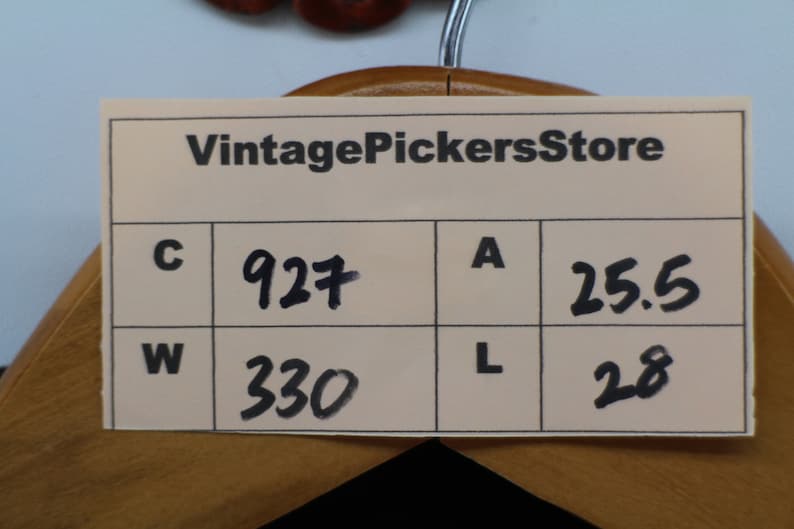 VintagePickersStore
C 927 A 25.5
W 330 L 28